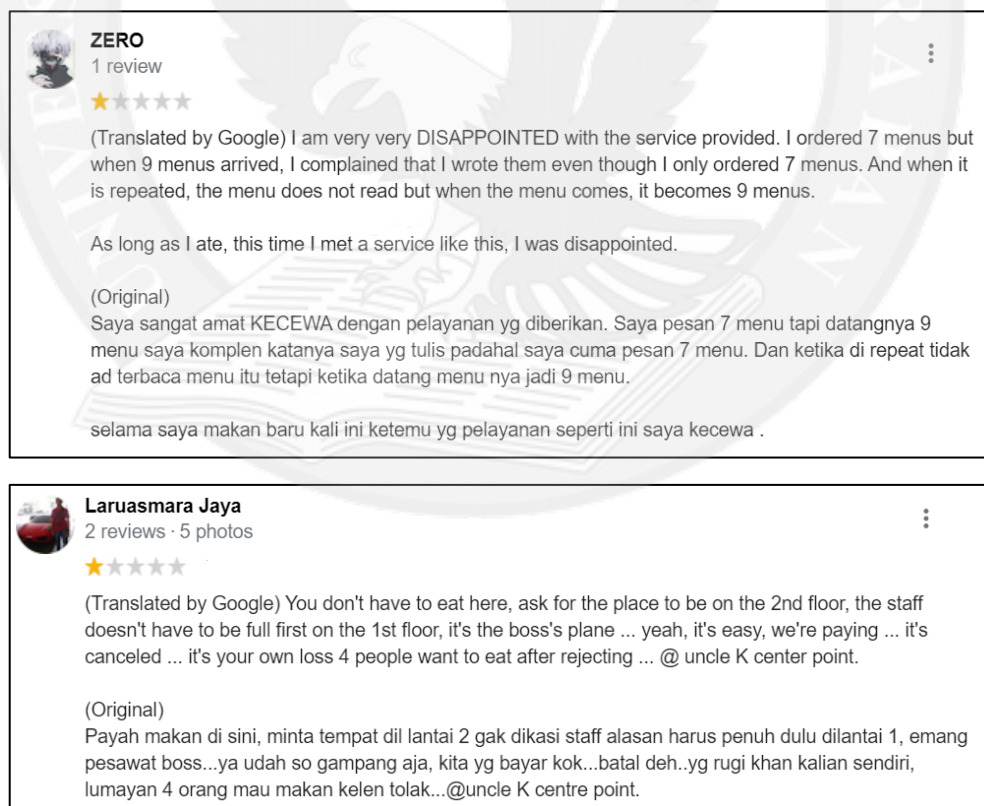 ZERO
1 review
(Translated by Google) I am very very DISAPPOINTED with the service provided. I ordered 7 menus but
when 9 menus arrived, I complained that I wrote them even though I only ordered 7 menus. And when it
is repeated, the menu does not read but when the menu comes, it becomes 9 menus.
As long as I ate, this time I met a service like this, I was disappointed.
(Original)
Saya sangat amat KECEWA dengan pelayanan yg diberikan. Saya pesan 7 menu tapi datangnya 9
menu saya komplen katanya saya yg tulis padahal saya cuma pesan 7 menu. Dan ketika di repeat tidak
ad terbaca menu itu tetapi ketika datang menu nya jadi 9 menu.
selama saya makan baru kali ini ketemu yg pelayanan seperti ini saya kecewa .
Laruasmara Jaya
2 reviews · 5 photos
(Translated by Google) You don't have to eat here, ask for the place to be on the 2nd floor, the staff
doesn't have to be full first on the 1st floor, it's the boss's plane ... yeah, it's easy, we're paying ... it's
canceled ... it's your own loss 4 people want to eat after rejecting ... @ uncle K center point.
(Original)
Payah makan di sini, minta tempat dil lantai 2 gak dikasi staff alasan harus penuh dulu dilantai 1, emang
pesawat boss...ya udah so gampang aja, kita yg bayar kok...batal deh..yg rugi khan kalian sendiri,
lumayan 4 orang mau makan kelen tolak...@uncle K centre point.